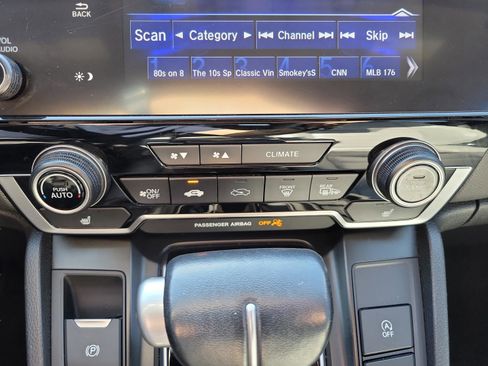 BACK
VOL
AUDIO
Scan Category Channel Skip
1 2 3 4 5 6
80s on 8 The 10s Sp Classic Vin Smokey'sS CNN MLB 176
CLIMATE
PUSH AUTO
ON/OFF
FRONT
REAR
PASSENGER AIRBAG OFF
P
A